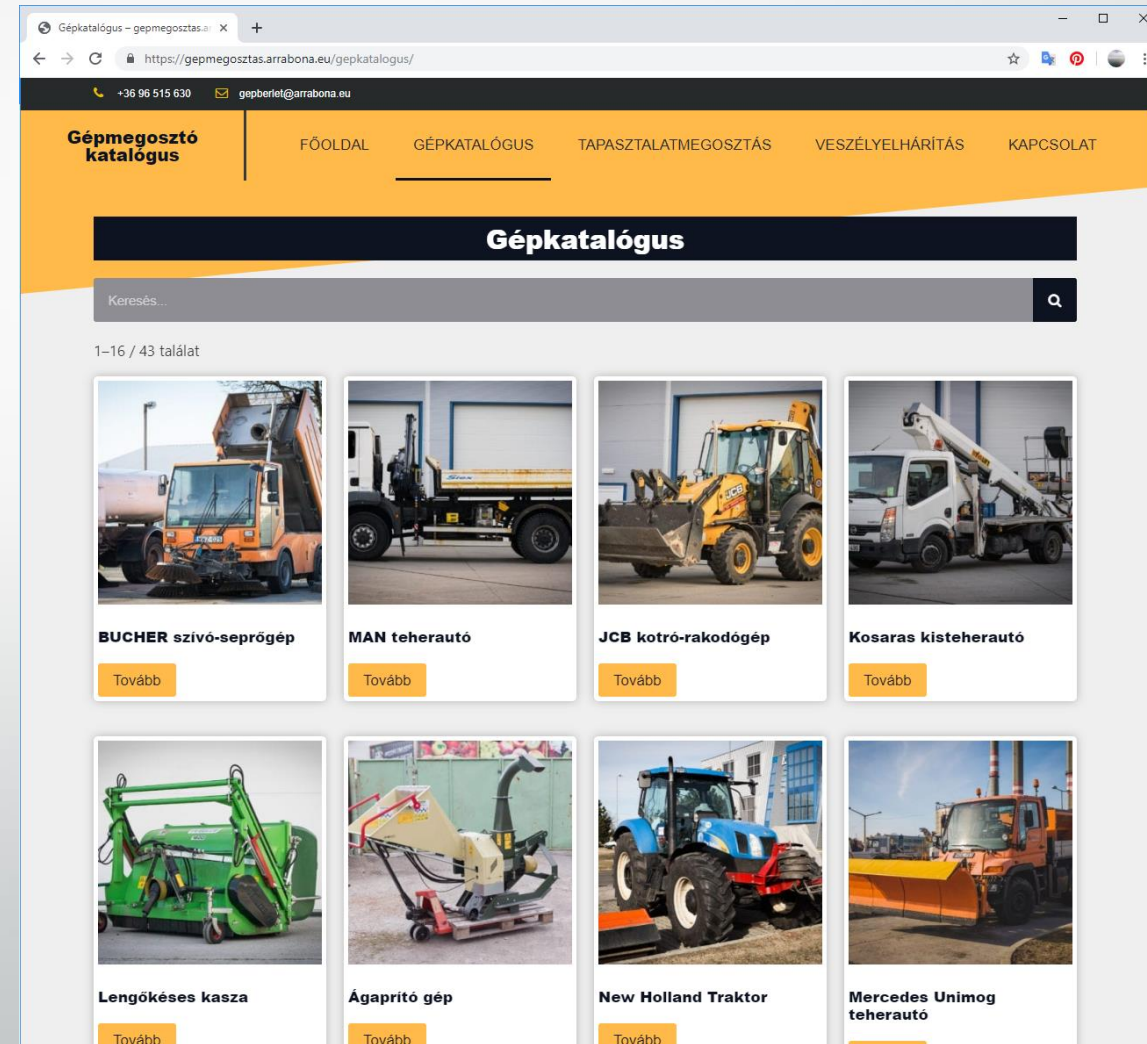 Gépkatalógus – gepmegosztas.a
https://gepmegosztas.arrabona.eu/gepkatalogus/
+36 96 515 630 gepberlet@arrabona.eu
Gépmegosztó
katalógus
FŐOLDAL GÉPKATALÓGUS TAPASZTALATMEGOSZTÁS VESZÉLYELHÁRÍTÁS KAPCSOLAT
Gépkatalógus
Keresés...
1–16 / 43 találat
JCB
BUCHER szívó-seprőgép MAN teherautó JCB kotró-rakodógép Kosaras kisteherautó
Tovább Tovább Tovább Tovább
Lengőkéses kasza Ágaprító gép New Holland Traktor Mercedes Unimog
teherautó
Tovább Tovább Tovább